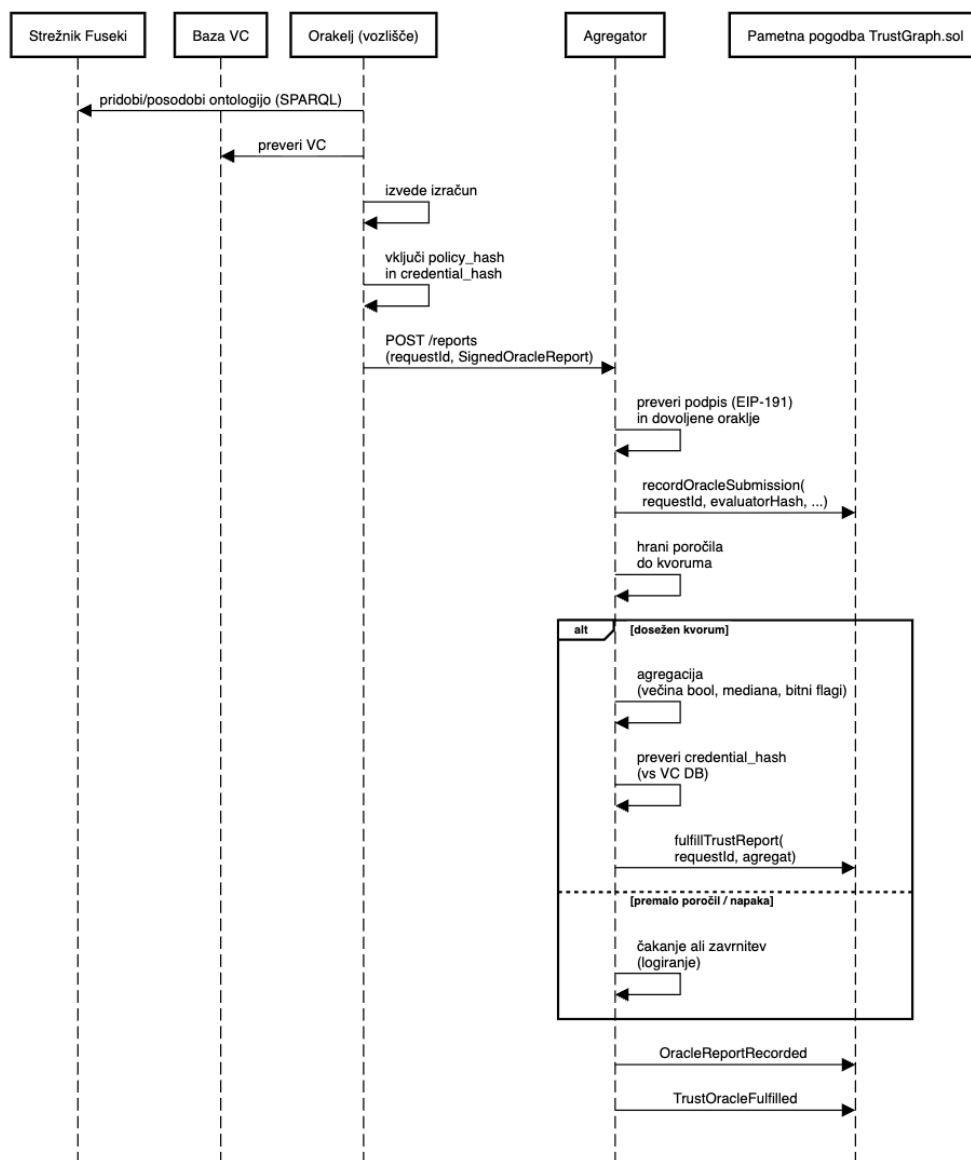 Strežnik Fuseki
Baza VC
Orakelj (vozlišče)
Agregator
Pametna pogodba TrustGraph.sol
pridobi/posodobi ontologijo (SPARQL)
preveri VC
izvede izračun
vključi policy_hash
in credential_hash
POST /reports
(requestId, SignedOracleReport)
preveri podpis (EIP-191)
in dovoljene oraklje
recordOracleSubmission(
requestId, evaluatorHash, ...)
hrani poročila
do kvoruma
alt
[dosežen kvorum]
agregacija
(večina bool, mediana, bitni flagi)
preveri credential_hash
(vs VC DB)
fulfillTrustReport(
requestId, agregat)
[premalo poročil / napaka]
čakanje ali zavrnitev
(logiranje)
OracleReportRecorded
TrustOracleFulfilled